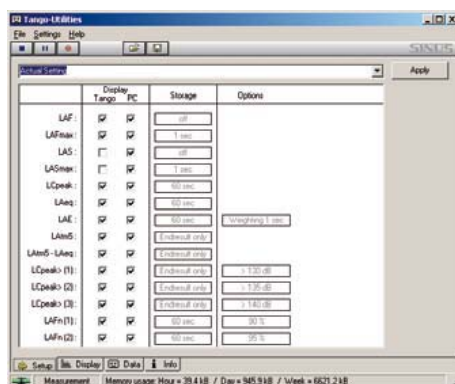 Tango-Utilities
File Settings Help
SINUS
Actual Setting Apply
Display Tango PC Storage Options
LAF: off
LAFmax: 1 sec
LAS: off
LASmax: 1 sec
LCpeak: 60 sec
LAeq: 60 sec
LAE: 60 sec Weighting 1 sec
LAtm5: Endresult only
LAtm5 - LAeq: Endresult only
LCpeak> (1): Endresult only > 130 dB
LCpeak> (2): Endresult only > 135 dB
LCpeak> (3): Endresult only > 140 dB
LAFn (1): 60 sec 90 %
LAFn (2): 60 sec 95 %
Setup Display Data Info
Measurement Memory usage: Hour = 39.4 kB / Day = 945.9 kB / Week = 6621.2 kB